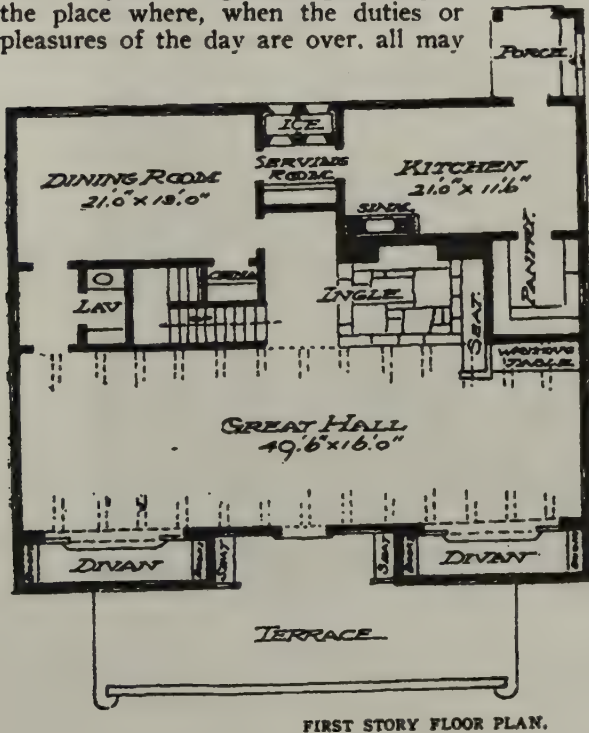 the place where, when the duties or
pleasures of the day are over, all may
PORCH
ICE
SERVING
ROOM
DINING ROOM
21'.0" X 13'.0"
KITCHEN
21'.0" X 11'.6"
SINK
CHINA
LAV
INGLE
SEAT
PANTRY
GREAT HALL
49'.6" X 16'.0"
DIVAN
SEAT
SEAT
DIVAN
TERRACE
FIRST STORY FLOOR PLAN.